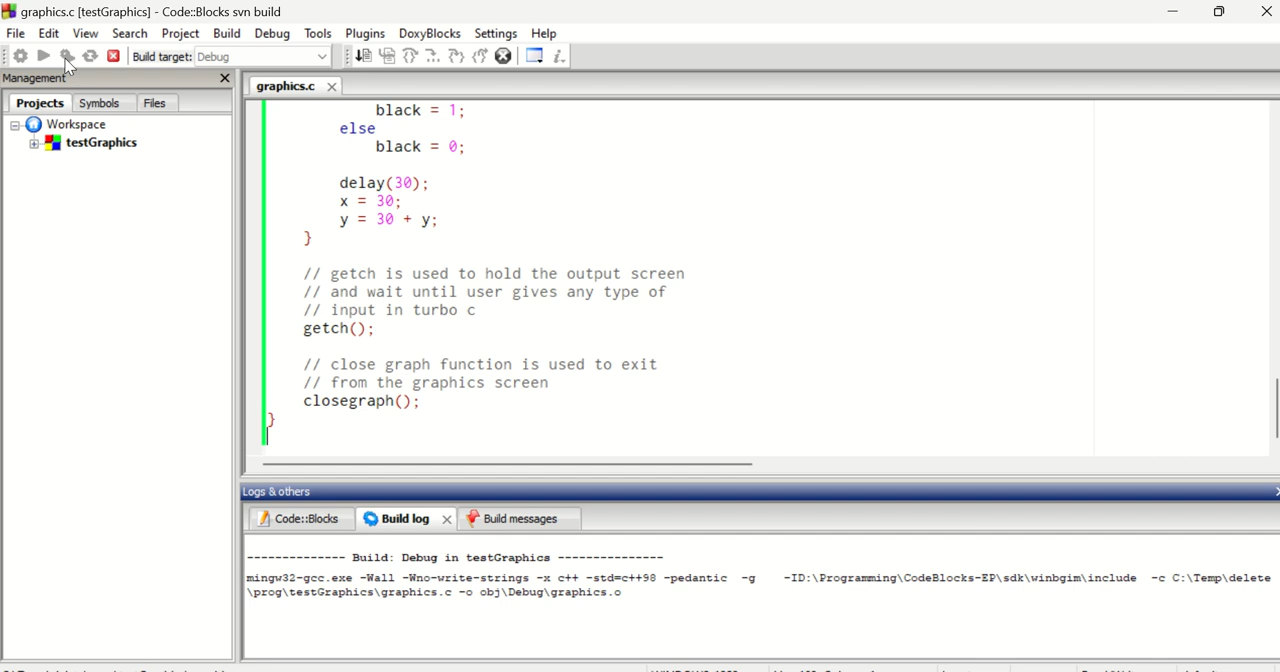 graphics.c [testGraphics] - Code::Blocks svn build
File Edit View Search Project Build Debug Tools Plugins DoxyBlocks Settings Help
Build target: Debug
Management
graphics.c
Projects Symbols Files
Workspace
testGraphics
black = 1;
else
black = 0;
delay(30);
x = 30;
y = 30 + y;
}
// getch is used to hold the output screen
// and wait until user gives any type of
// input in turbo c
getch();
// close graph function is used to exit
// from the graphics screen
closegraph();
}
Logs & others
Code::Blocks Build log Build messages
-------------- Build: Debug in testGraphics ---------------
mingw32-gcc.exe -Wall -Wno-write-strings -x c++ -std=c++98 -pedantic -g -ID:\Programming\CodeBlocks-EP\sdk\winbgim\include -c C:\Temp\delete
\prog\testGraphics\graphics.c -o obj\Debug\graphics.o